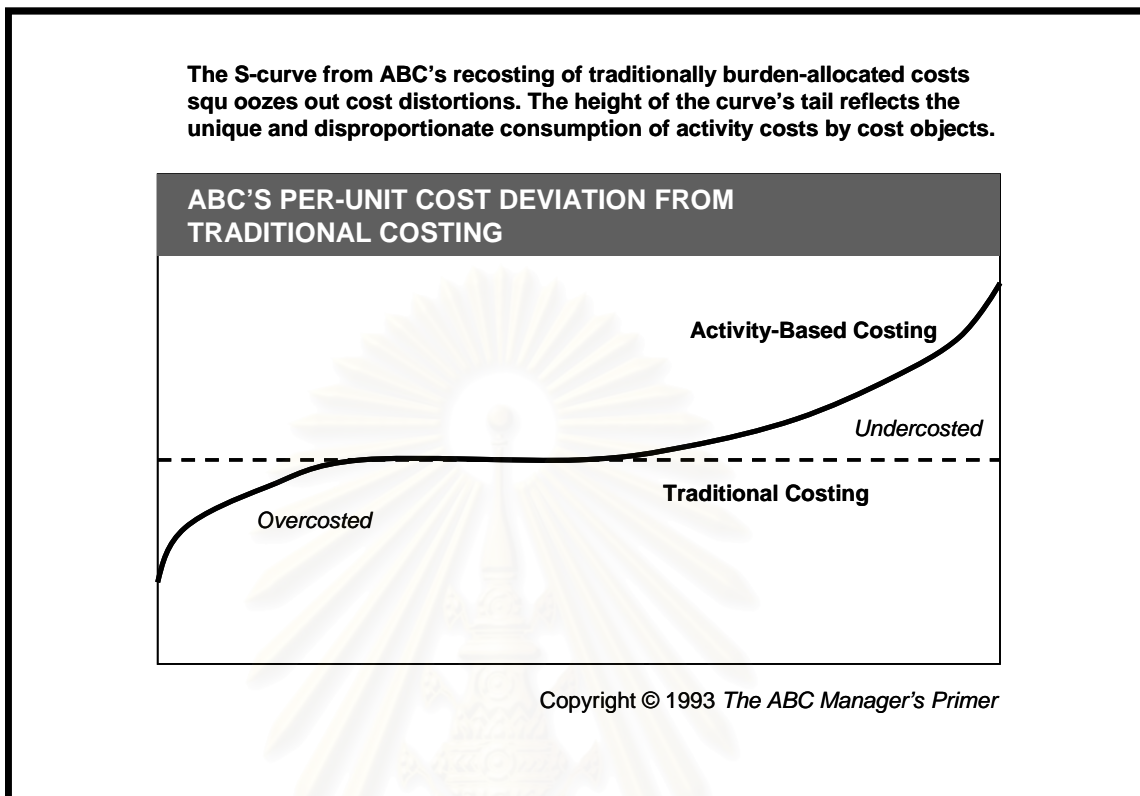 The S-curve from ABC's recosting of traditionally burden-allocated costs
squ oozes out cost distortions. The height of the curve's tail reflects the
unique and disproportionate consumption of activity costs by cost objects.
ABC'S PER-UNIT COST DEVIATION FROM
TRADITIONAL COSTING
Activity-Based Costing
Undercosted
Traditional Costing
Overcosted
Copyright © 1993 The ABC Manager's Primer